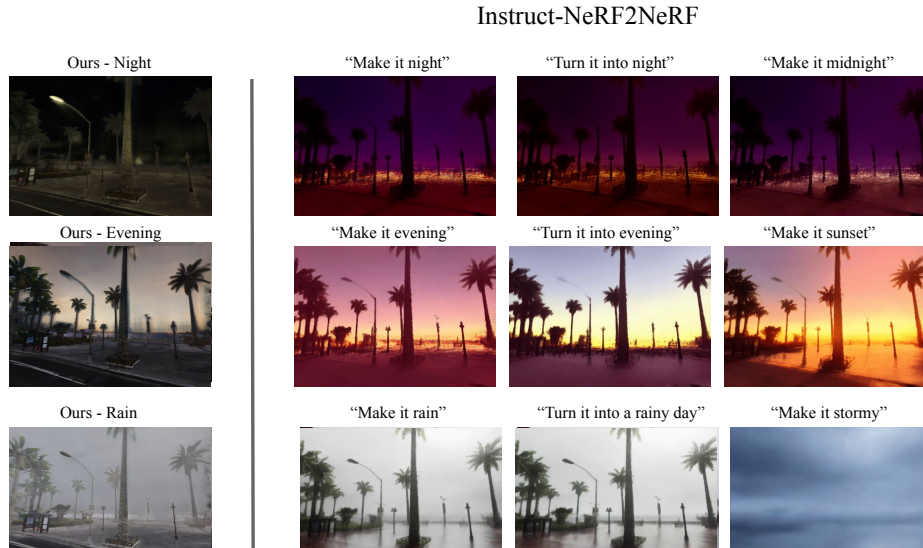 Instruct-NeRF2NeRF
Ours - Night
“Make it night”
“Turn it into night”
“Make it midnight”
Ours - Evening
“Make it evening”
“Turn it into evening”
“Make it sunset”
Ours - Rain
“Make it rain”
“Turn it into a rainy day”
“Make it stormy”